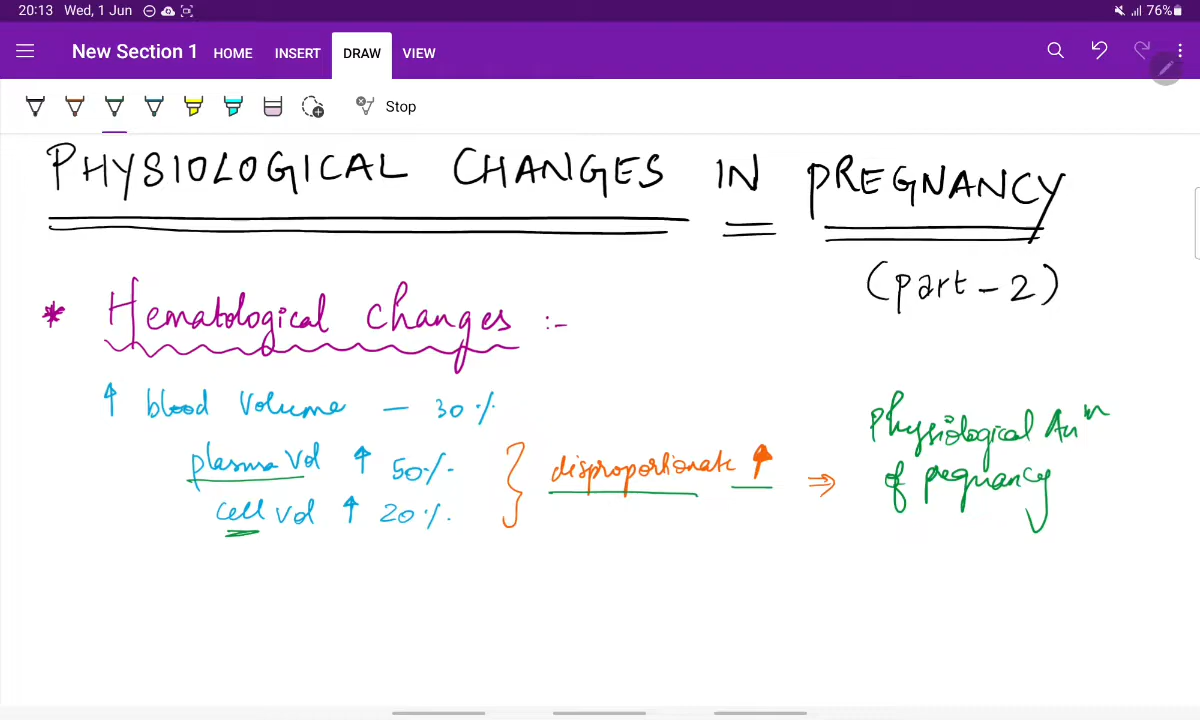 20:13 Wed, 1 Jun 76%
New Section 1 HOME INSERT DRAW VIEW
Stop
PHYSIOLOGICAL CHANGES IN PREGNANCY
(part - 2)
* Hematological changes :-
↑ blood volume - 30%
plasma vol ↑ 50%
cell vol ↑ 20%
} disproportionate ↑ ⇒
physiological
of pregnancy